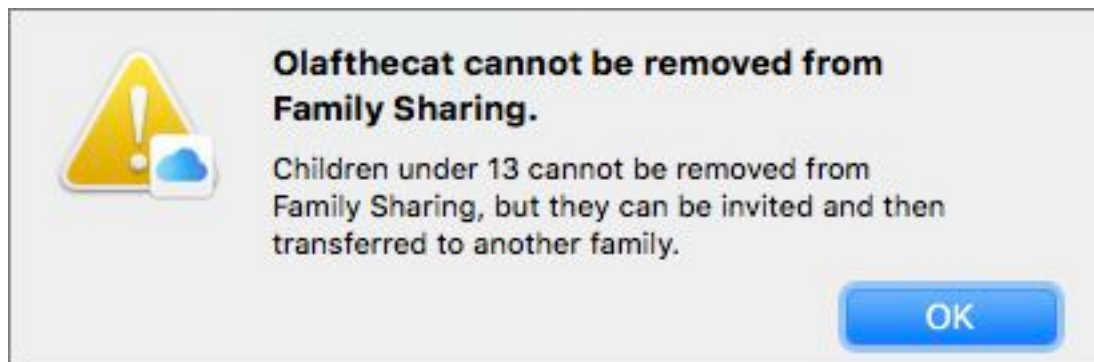 Olafthecat cannot be removed from
Family Sharing.
Children under 13 cannot be removed from
Family Sharing, but they can be invited and then
transferred to another family.
OK